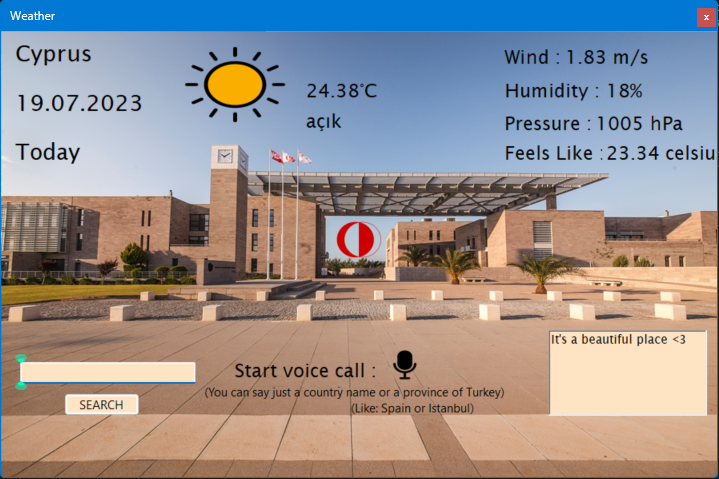 Weather
x
Cyprus
19.07.2023
Today
24.38°C
açık
Wind : 1.83 m/s
Humidity : 18%
Pressure : 1005 hPa
Feels Like :23.34 celsiu
It's a beautiful place <3
Start voice call :
(You can say just a country name or a province of Turkey)
(Like: Spain or Istanbul)
SEARCH